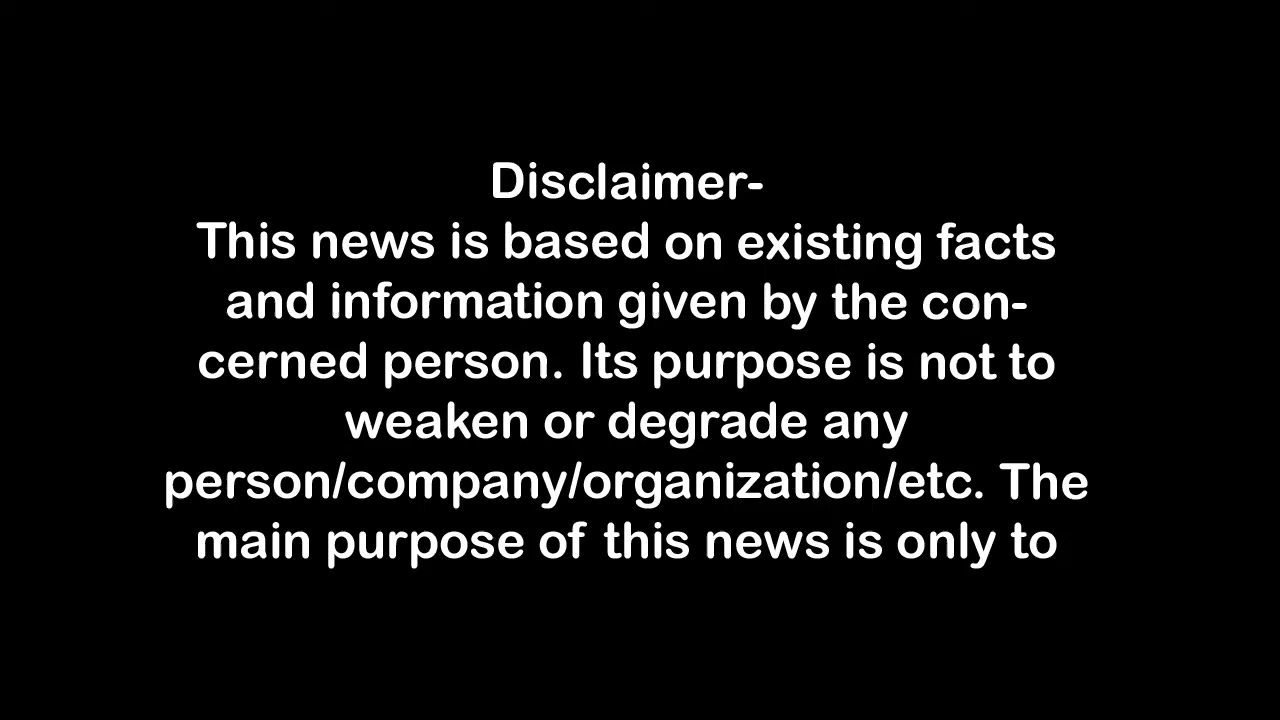 Disclaimer-
This news is based on existing facts
and information given by the con-
cerned person. Its purpose is not to
weaken or degrade any
person/company/organization/etc. The
main purpose of this news is only to